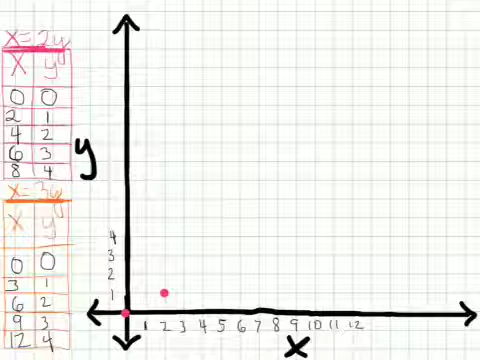 x=2y
x y
0 0
2 1
4 2
6 3
8 4
x=3y
x y
0 0
3 1
6 2
9 3
12 4
y
4
3
2
1
1 2 3 4 5 6 7 8 9 10 11 12
x